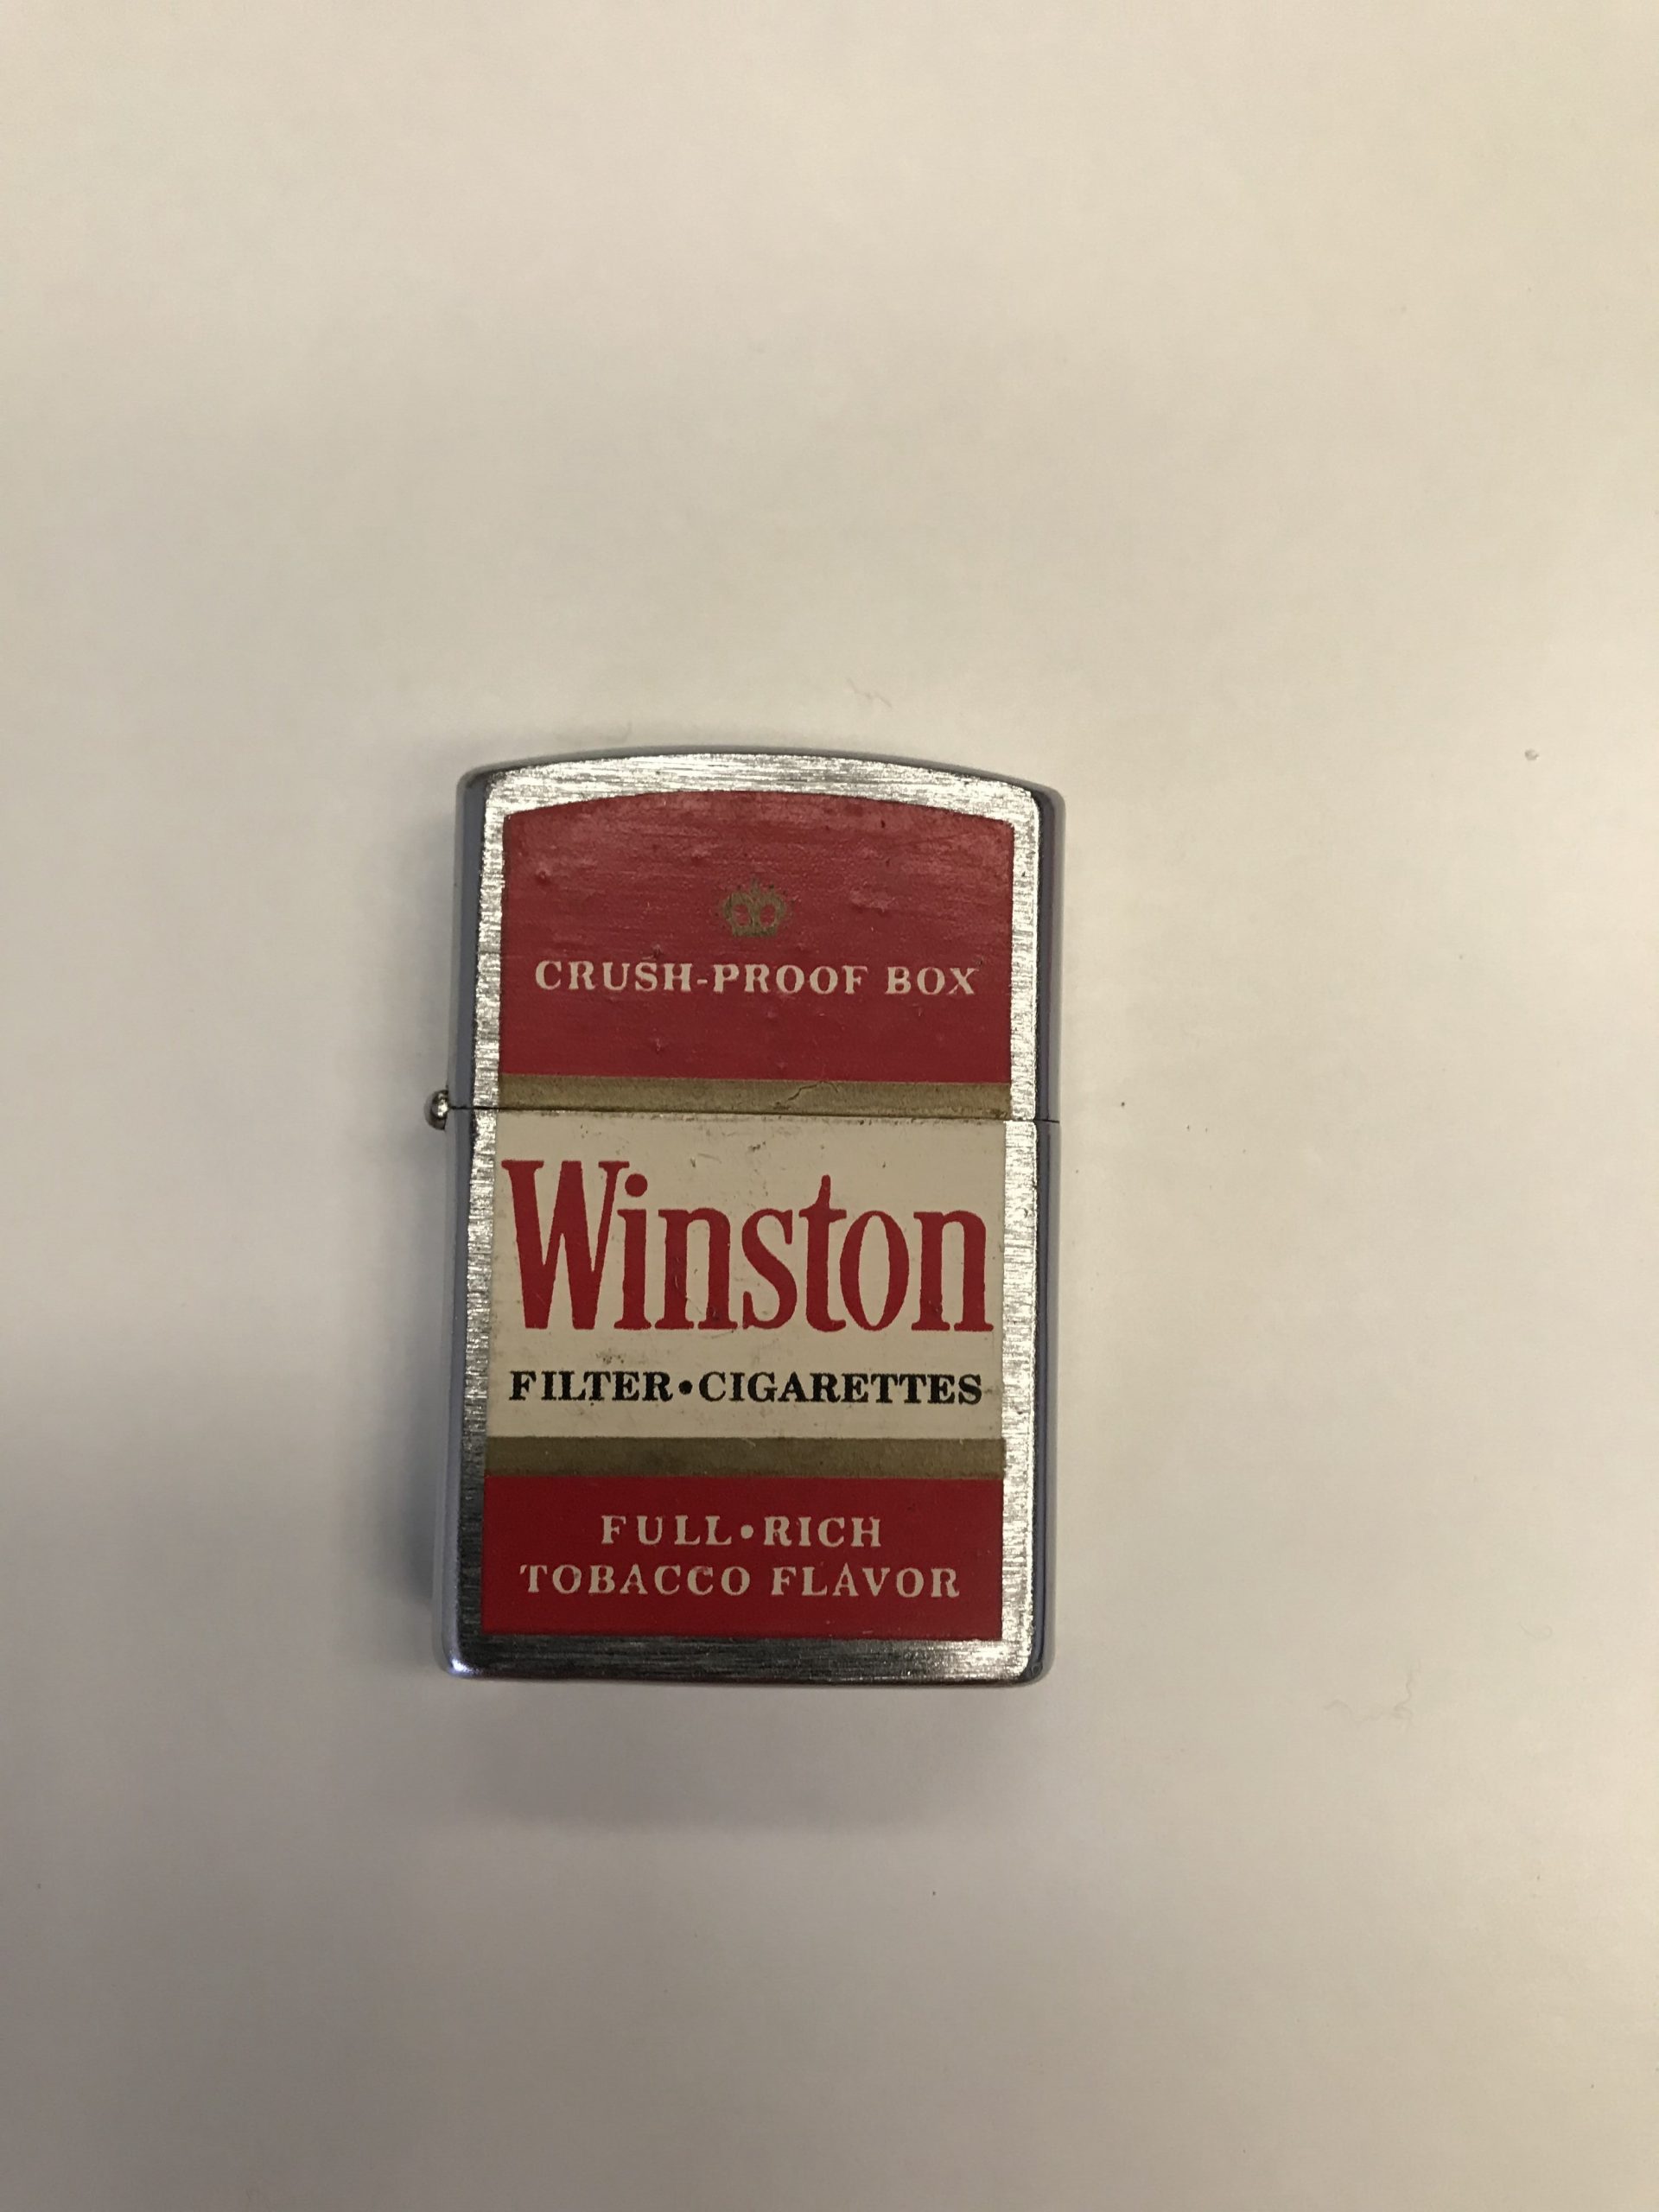 CRUSH-PROOF BOX
Winston
FILTER•CIGARETTES
FULL•RICH
TOBACCO FLAVOR